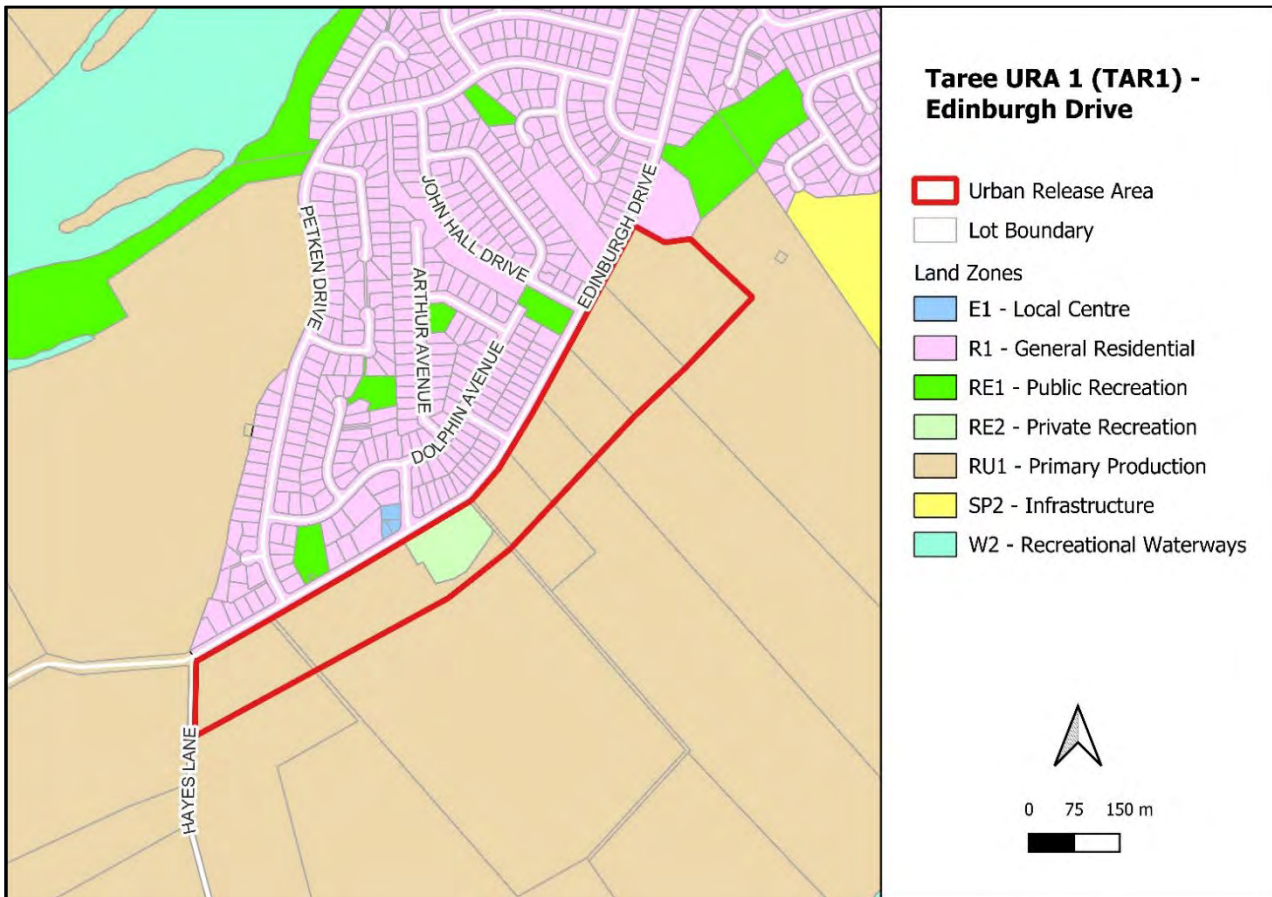 Taree URA 1 (TAR1) -
Edinburgh Drive
Urban Release Area
Lot Boundary
Land Zones
E1 - Local Centre
R1 - General Residential
RE1 - Public Recreation
RE2 - Private Recreation
RU1 - Primary Production
SP2 - Infrastructure
W2 - Recreational Waterways
0 75 150 m
PETKEN DRIVE
JOHN HALL DRIVE
ARTHUR AVENUE
DOLPHIN AVENUE
EDINBURGH DRIVE
HAYES LANE